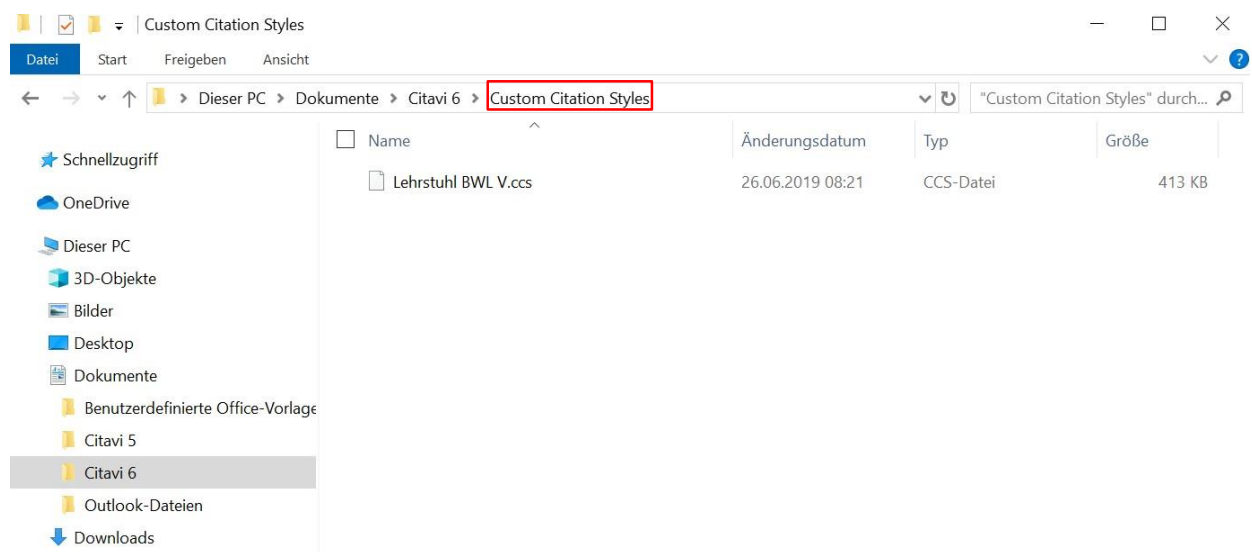 Custom Citation Styles
Datei Start Freigeben Ansicht
Dieser PC Dokumente Citavi 6 Custom Citation Styles "Custom Citation Styles" durch...
Name Änderungsdatum Typ Größe
Lehrstuhl BWL V.ccs 26.06.2019 08:21 CCS-Datei 413 KB
Schnellzugriff
OneDrive
Dieser PC
3D-Objekte
Bilder
Desktop
Dokumente
Benutzerdefinierte Office-Vorlage
Citavi 5
Citavi 6
Outlook-Dateien
Downloads